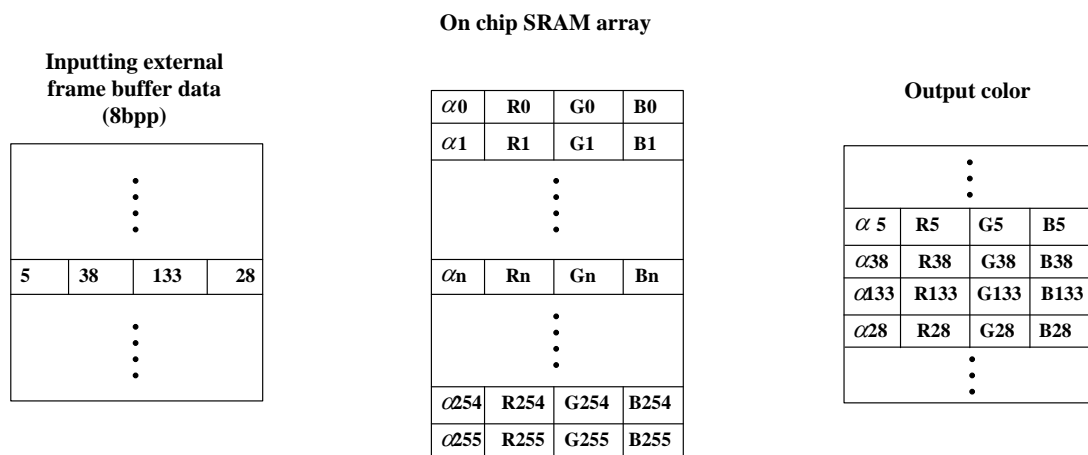 On chip SRAM array
Inputting external
frame buffer data
(8bpp)
5 38 133 28
α0 R0 G0 B0
α1 R1 G1 B1
αn Rn Gn Bn
α254 R254 G254 B254
α255 R255 G255 B255
Output color
α 5 R5 G5 B5
α38 R38 G38 B38
α133 R133 G133 B133
α28 R28 G28 B28